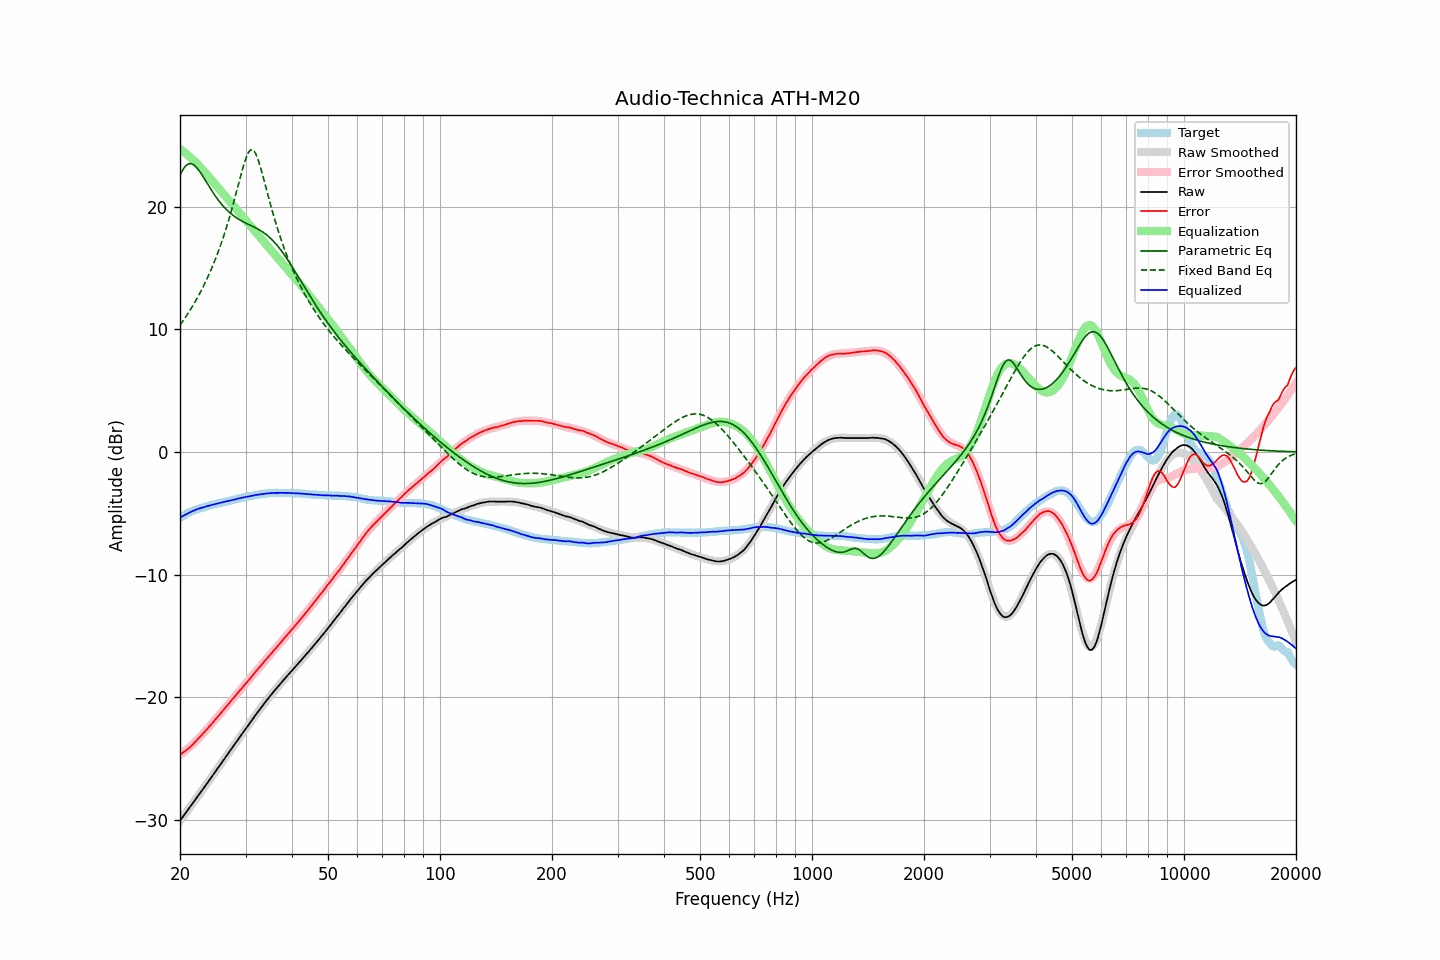 Audio-Technica ATH-M20
Target
Raw Smoothed
Error Smoothed
Raw
Error
Equalization
Parametric Eq
Fixed Band Eq
Equalized
20
10
0
−10
−20
−30
Amplitude (dBr)
20 50 100 200 500 1000 2000 5000 10000 20000
Frequency (Hz)